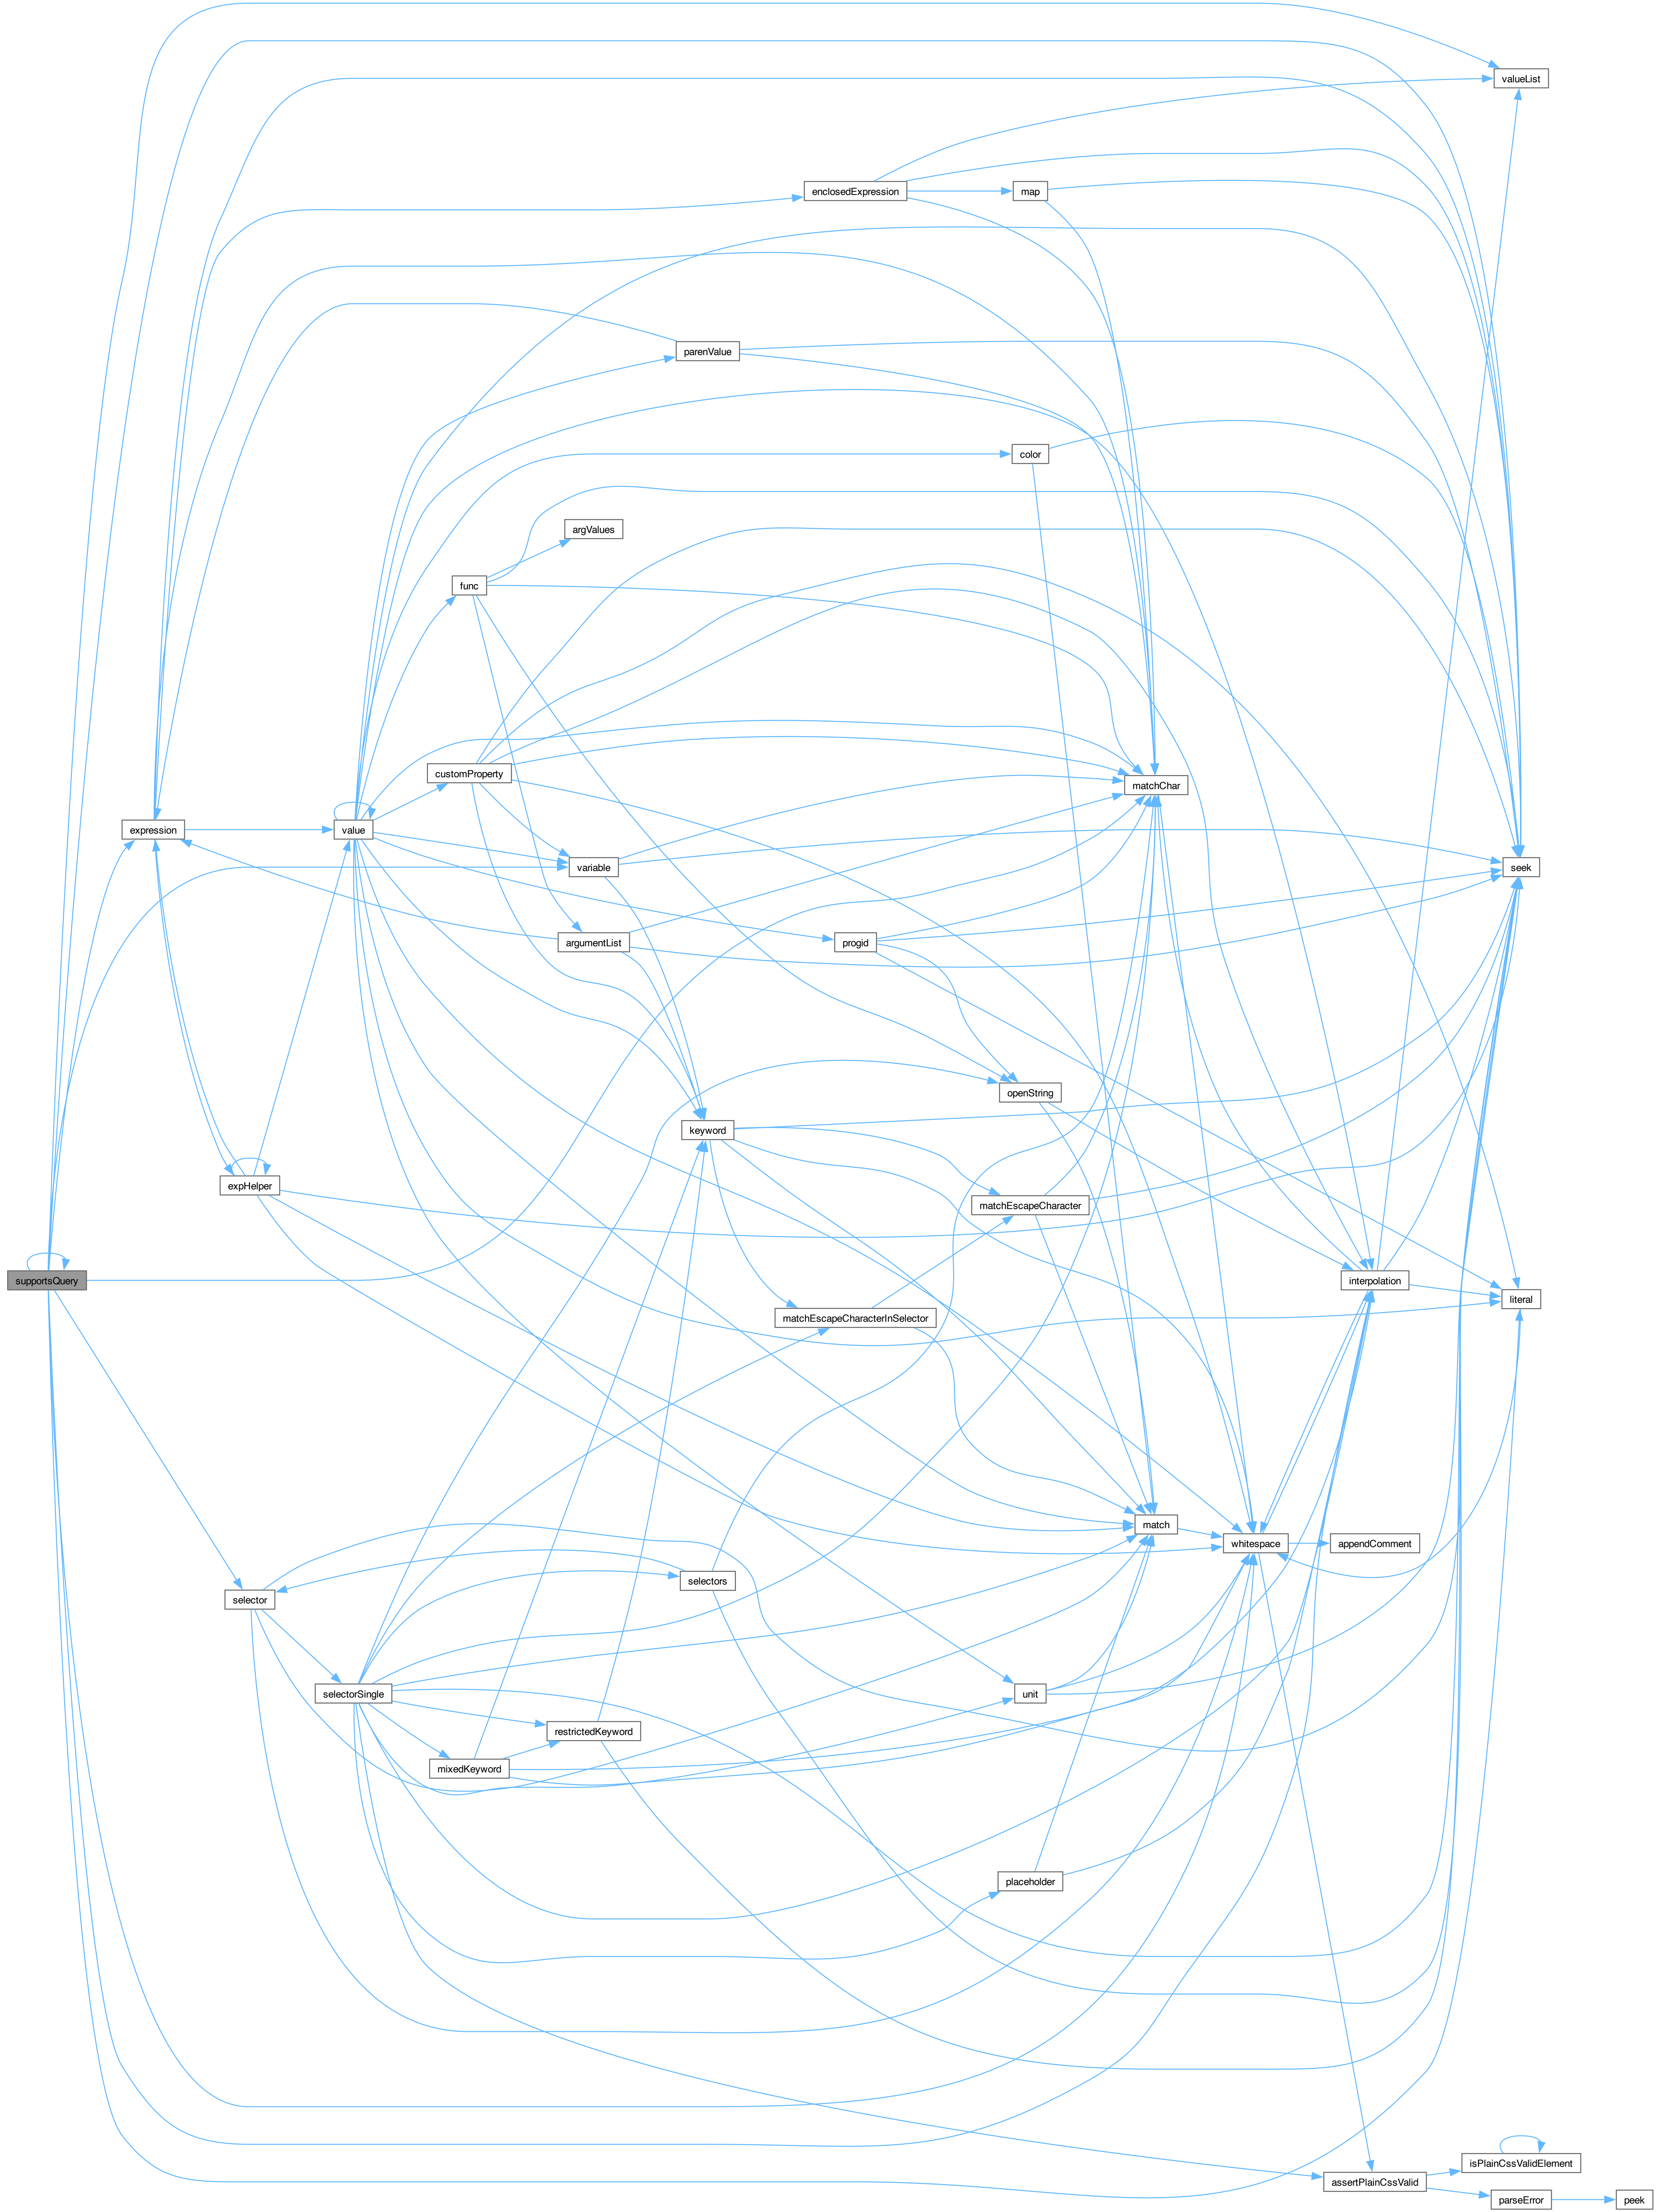 valueList
enclosedExpression
map
parenValue
color
argValues
func
customProperty
matchChar
expression
value
variable
seek
argumentList
progid
openString
keyword
expHelper
matchEscapeCharacter
supportsQuery
interpolation
literal
matchEscapeCharacterInSelector
match
whitespace
appendComment
selectors
selector
selectorSingle
unit
restrictedKeyword
mixedKeyword
placeholder
isPlainCssValidElement
assertPlainCssValid
parseError
peek